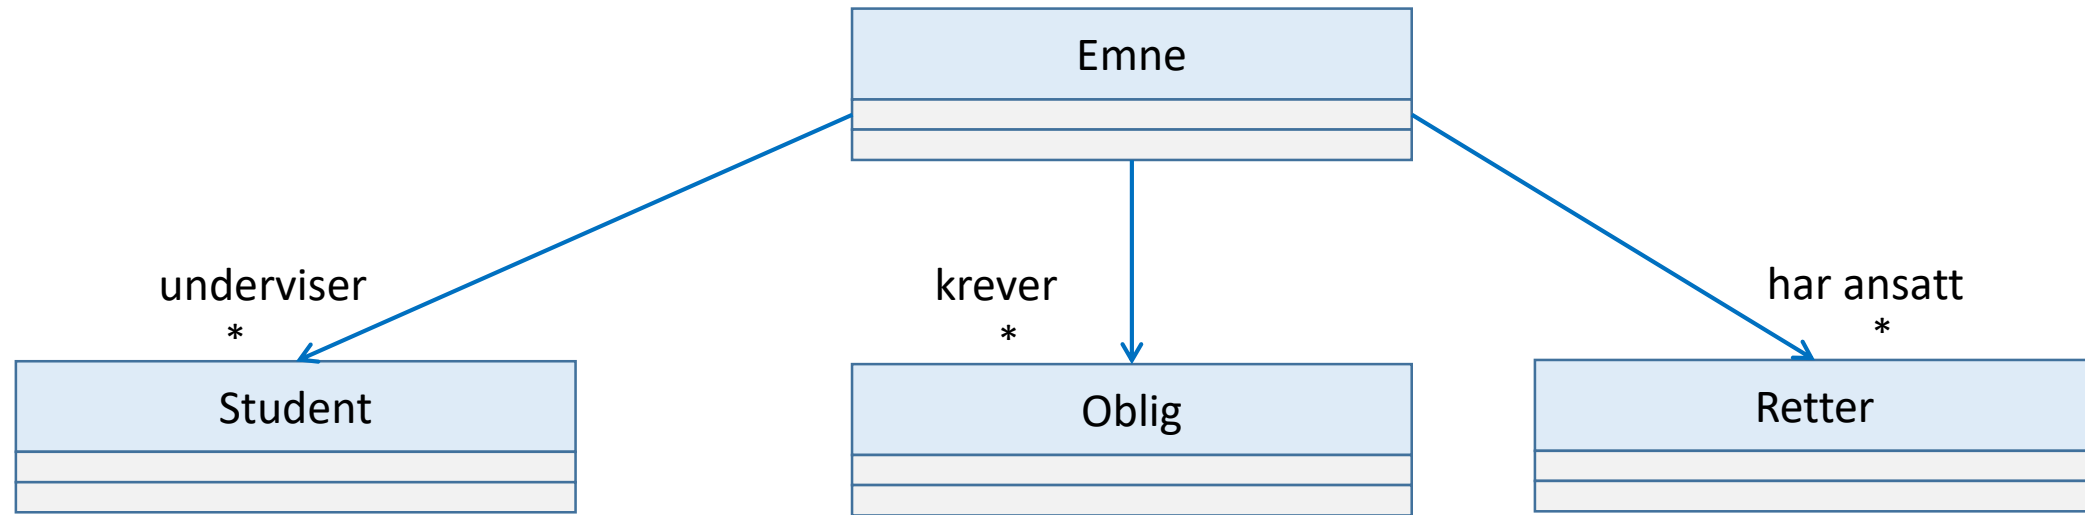 Emne
underviser
*
krever
*
har ansatt
*
Student
Oblig
Retter